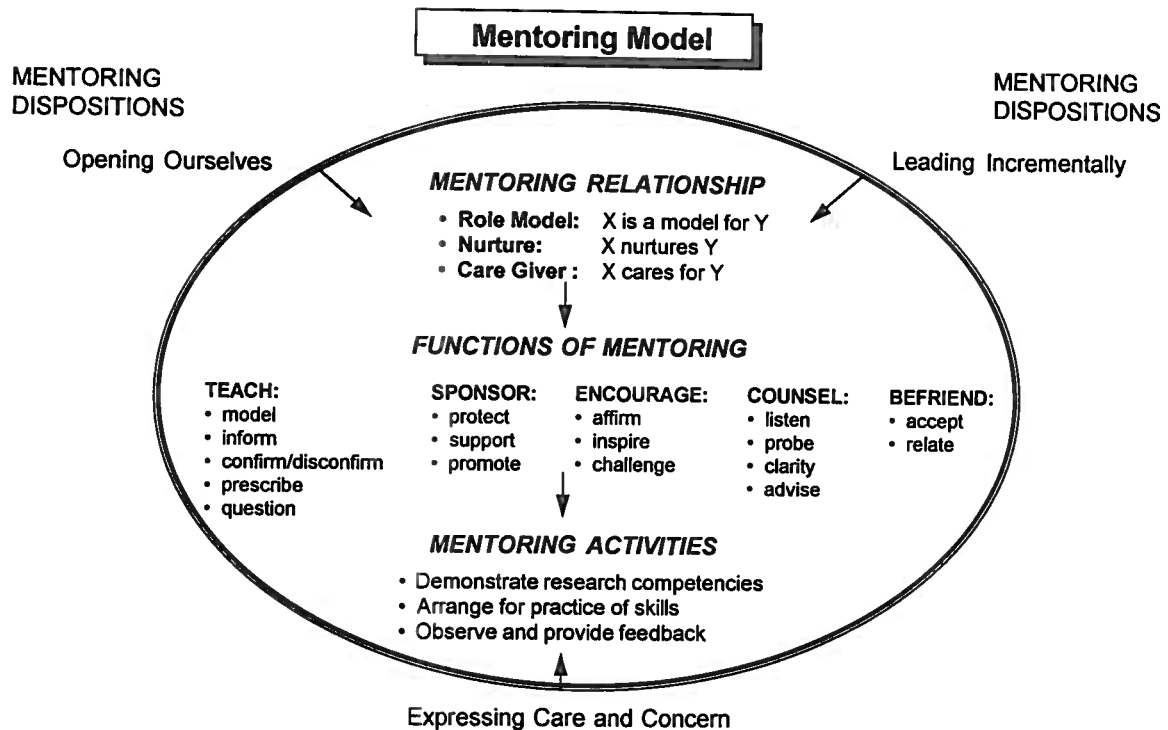 Mentoring Model
MENTORING
DISPOSITIONS
MENTORING
DISPOSITIONS
Opening Ourselves
Leading Incrementally
MENTORING RELATIONSHIP
• Role Model: X is a model for Y
• Nurture: X nurtures Y
• Care Giver : X cares for Y
FUNCTIONS OF MENTORING
TEACH:
• model
• inform
• confirm/disconfirm
• prescribe
• question
SPONSOR:
• protect
• support
• promote
ENCOURAGE:
• affirm
• inspire
• challenge
COUNSEL:
• listen
• probe
• clarity
• advise
BEFRIEND:
• accept
• relate
MENTORING ACTIVITIES
• Demonstrate research competencies
• Arrange for practice of skills
• Observe and provide feedback
Expressing Care and Concern